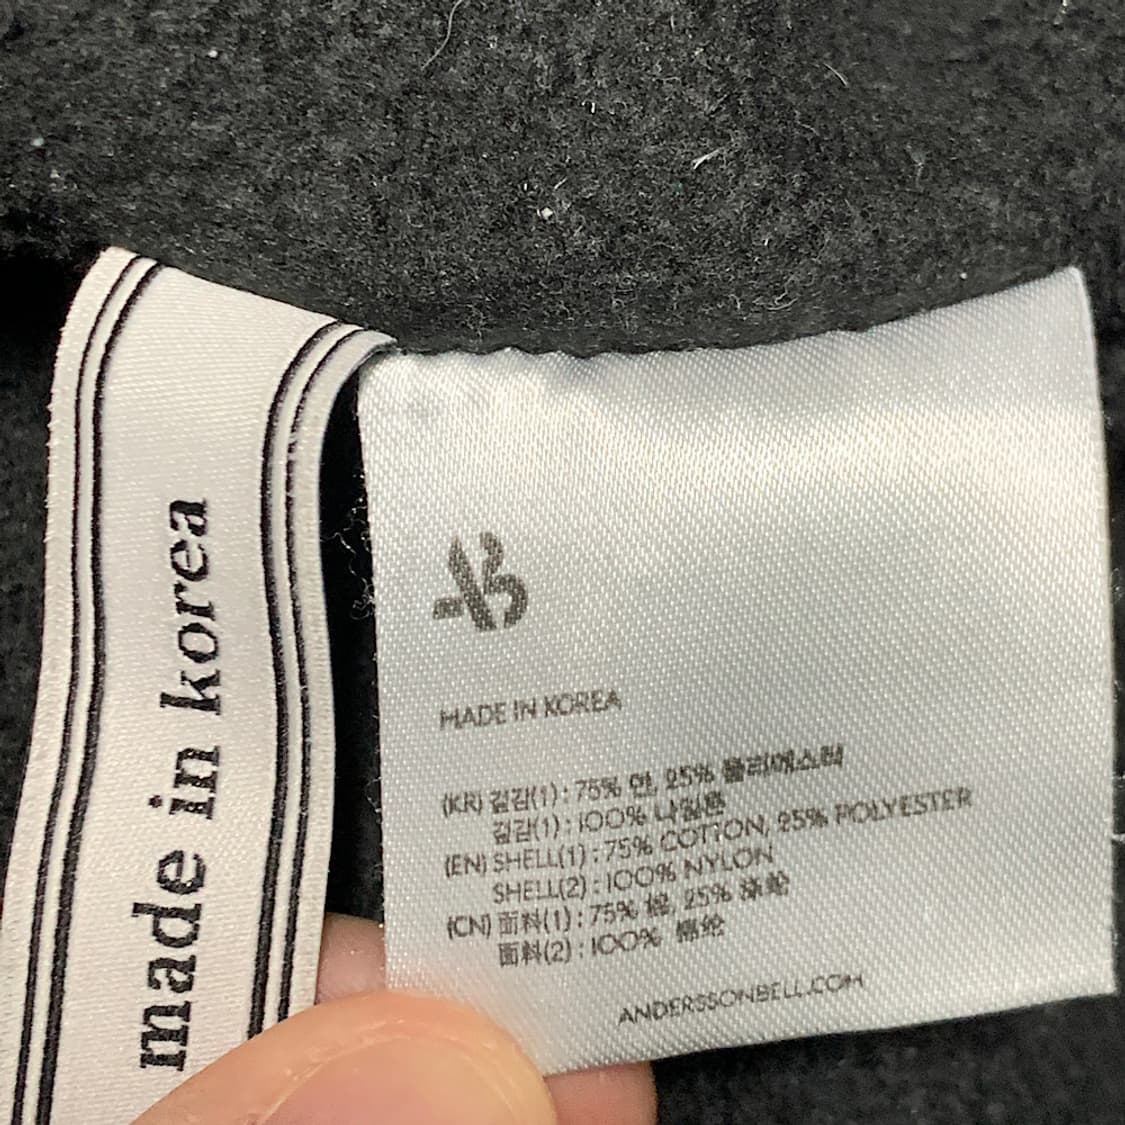 made in korea
MADE IN KOREA
(KR) 겉감(1) : 75% 면, 25% 폴리에스터
겉감(1) : 100% 나일론
(EN) SHELL(1) : 75% COTTON, 25% POLYESTER
SHELL(2) : 100% NYLON
(CN) 面料(1) : 75% 棉, 25% 涤纶
面料(2) : 100% 锦纶
ANDERSSONBELL.COM